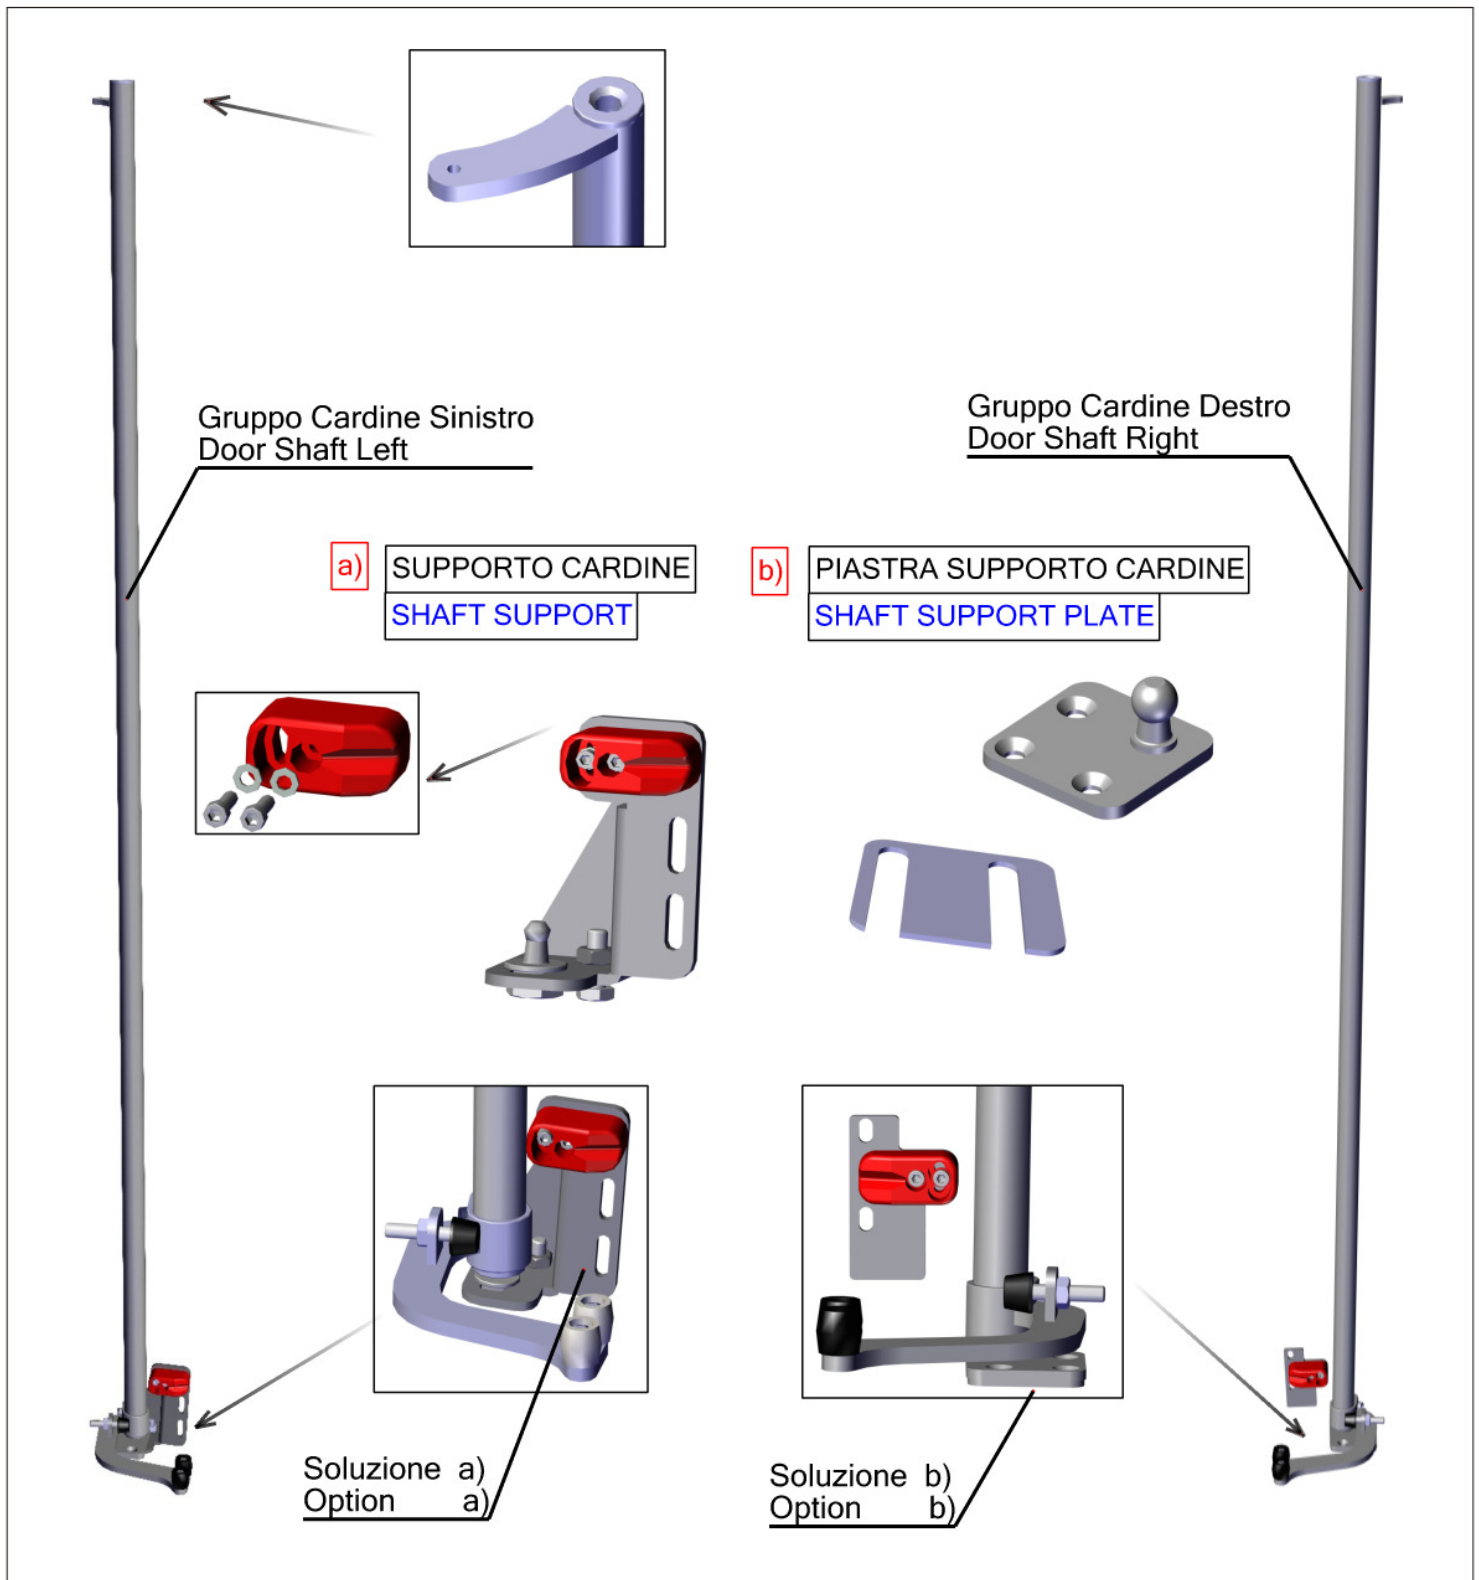 Gruppo Cardine Sinistro
Door Shaft Left
Gruppo Cardine Destro
Door Shaft Right
a) SUPPORTO CARDINE
SHAFT SUPPORT
b) PIASTRA SUPPORTO CARDINE
SHAFT SUPPORT PLATE
Soluzione a)
Option a)
Soluzione b)
Option b)